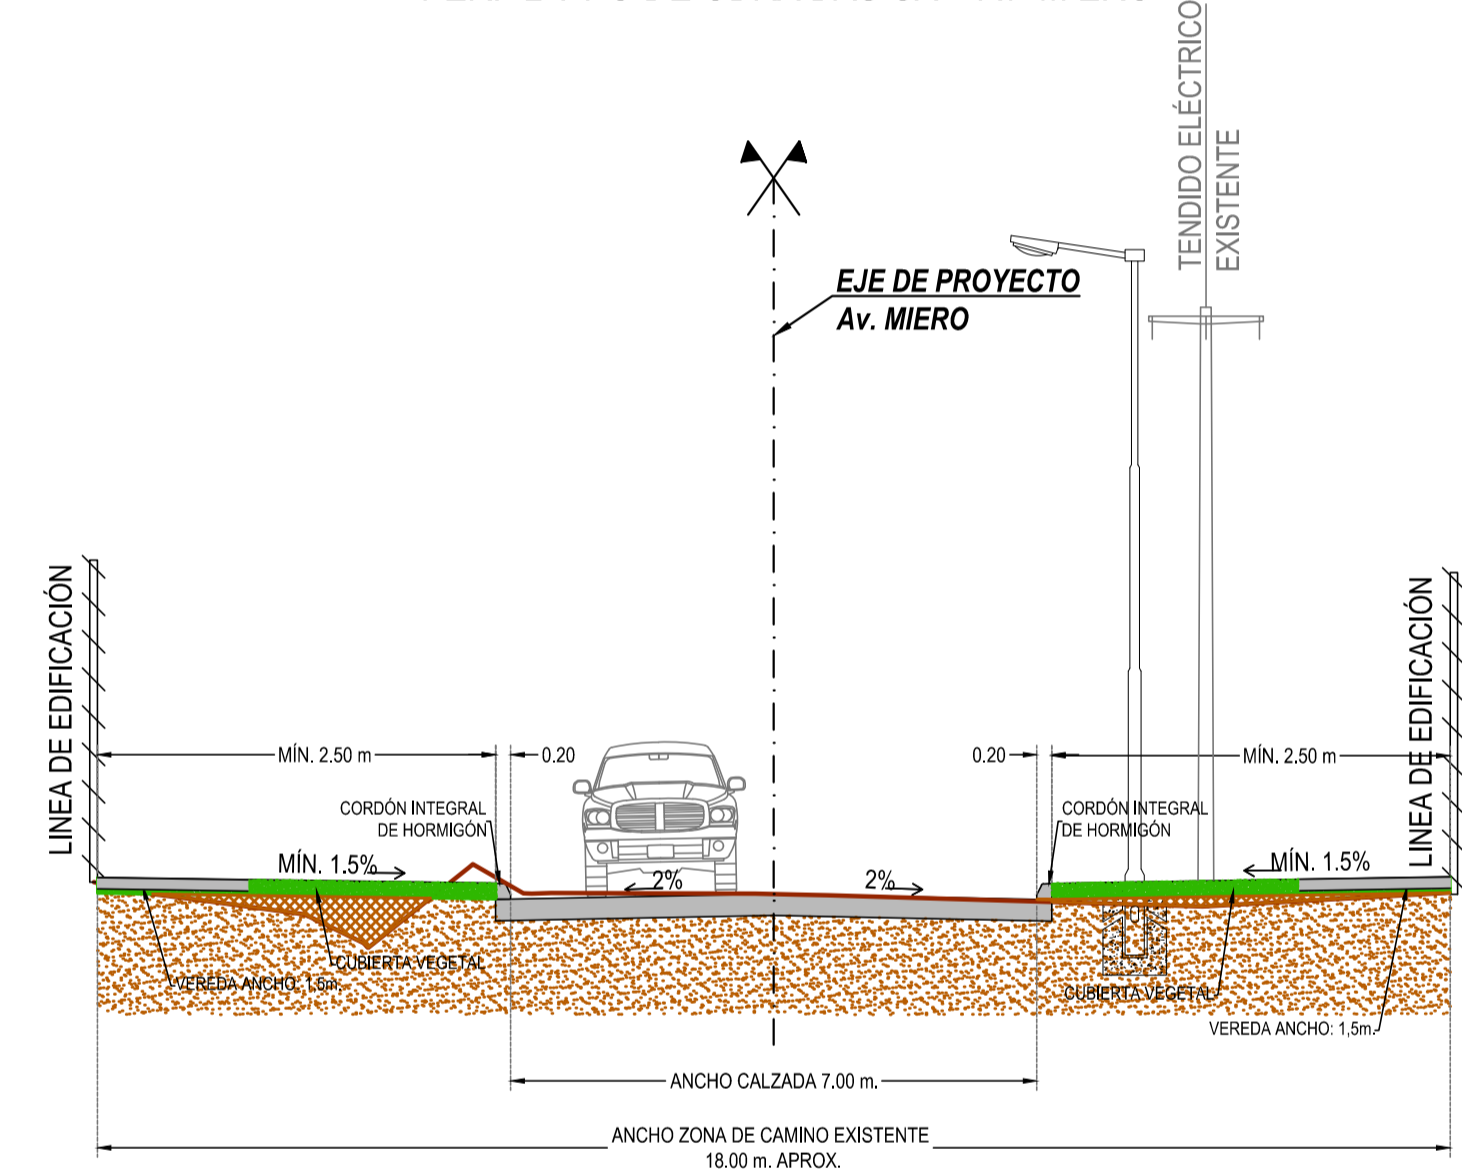 TENDIDO ELÉCTRICO
EXISTENTE
EJE DE PROYECTO
Av. MIERO
LINEA DE EDIFICACIÓN
LINEA DE EDIFICACIÓN
MÍN. 2.50 m
0.20
0.20
MÍN. 2.50 m
CORDÓN INTEGRAL
DE HORMIGÓN
CORDÓN INTEGRAL
DE HORMIGÓN
MÍN. 1.5%
2%
2%
MÍN. 1.5%
CUBIERTA VEGETAL
VEREDA ANCHO: 1,5m.
CUBIERTA VEGETAL
VEREDA ANCHO: 1,5m.
ANCHO CALZADA 7.00 m.
ANCHO ZONA DE CAMINO EXISTENTE
18.00 m. APROX.